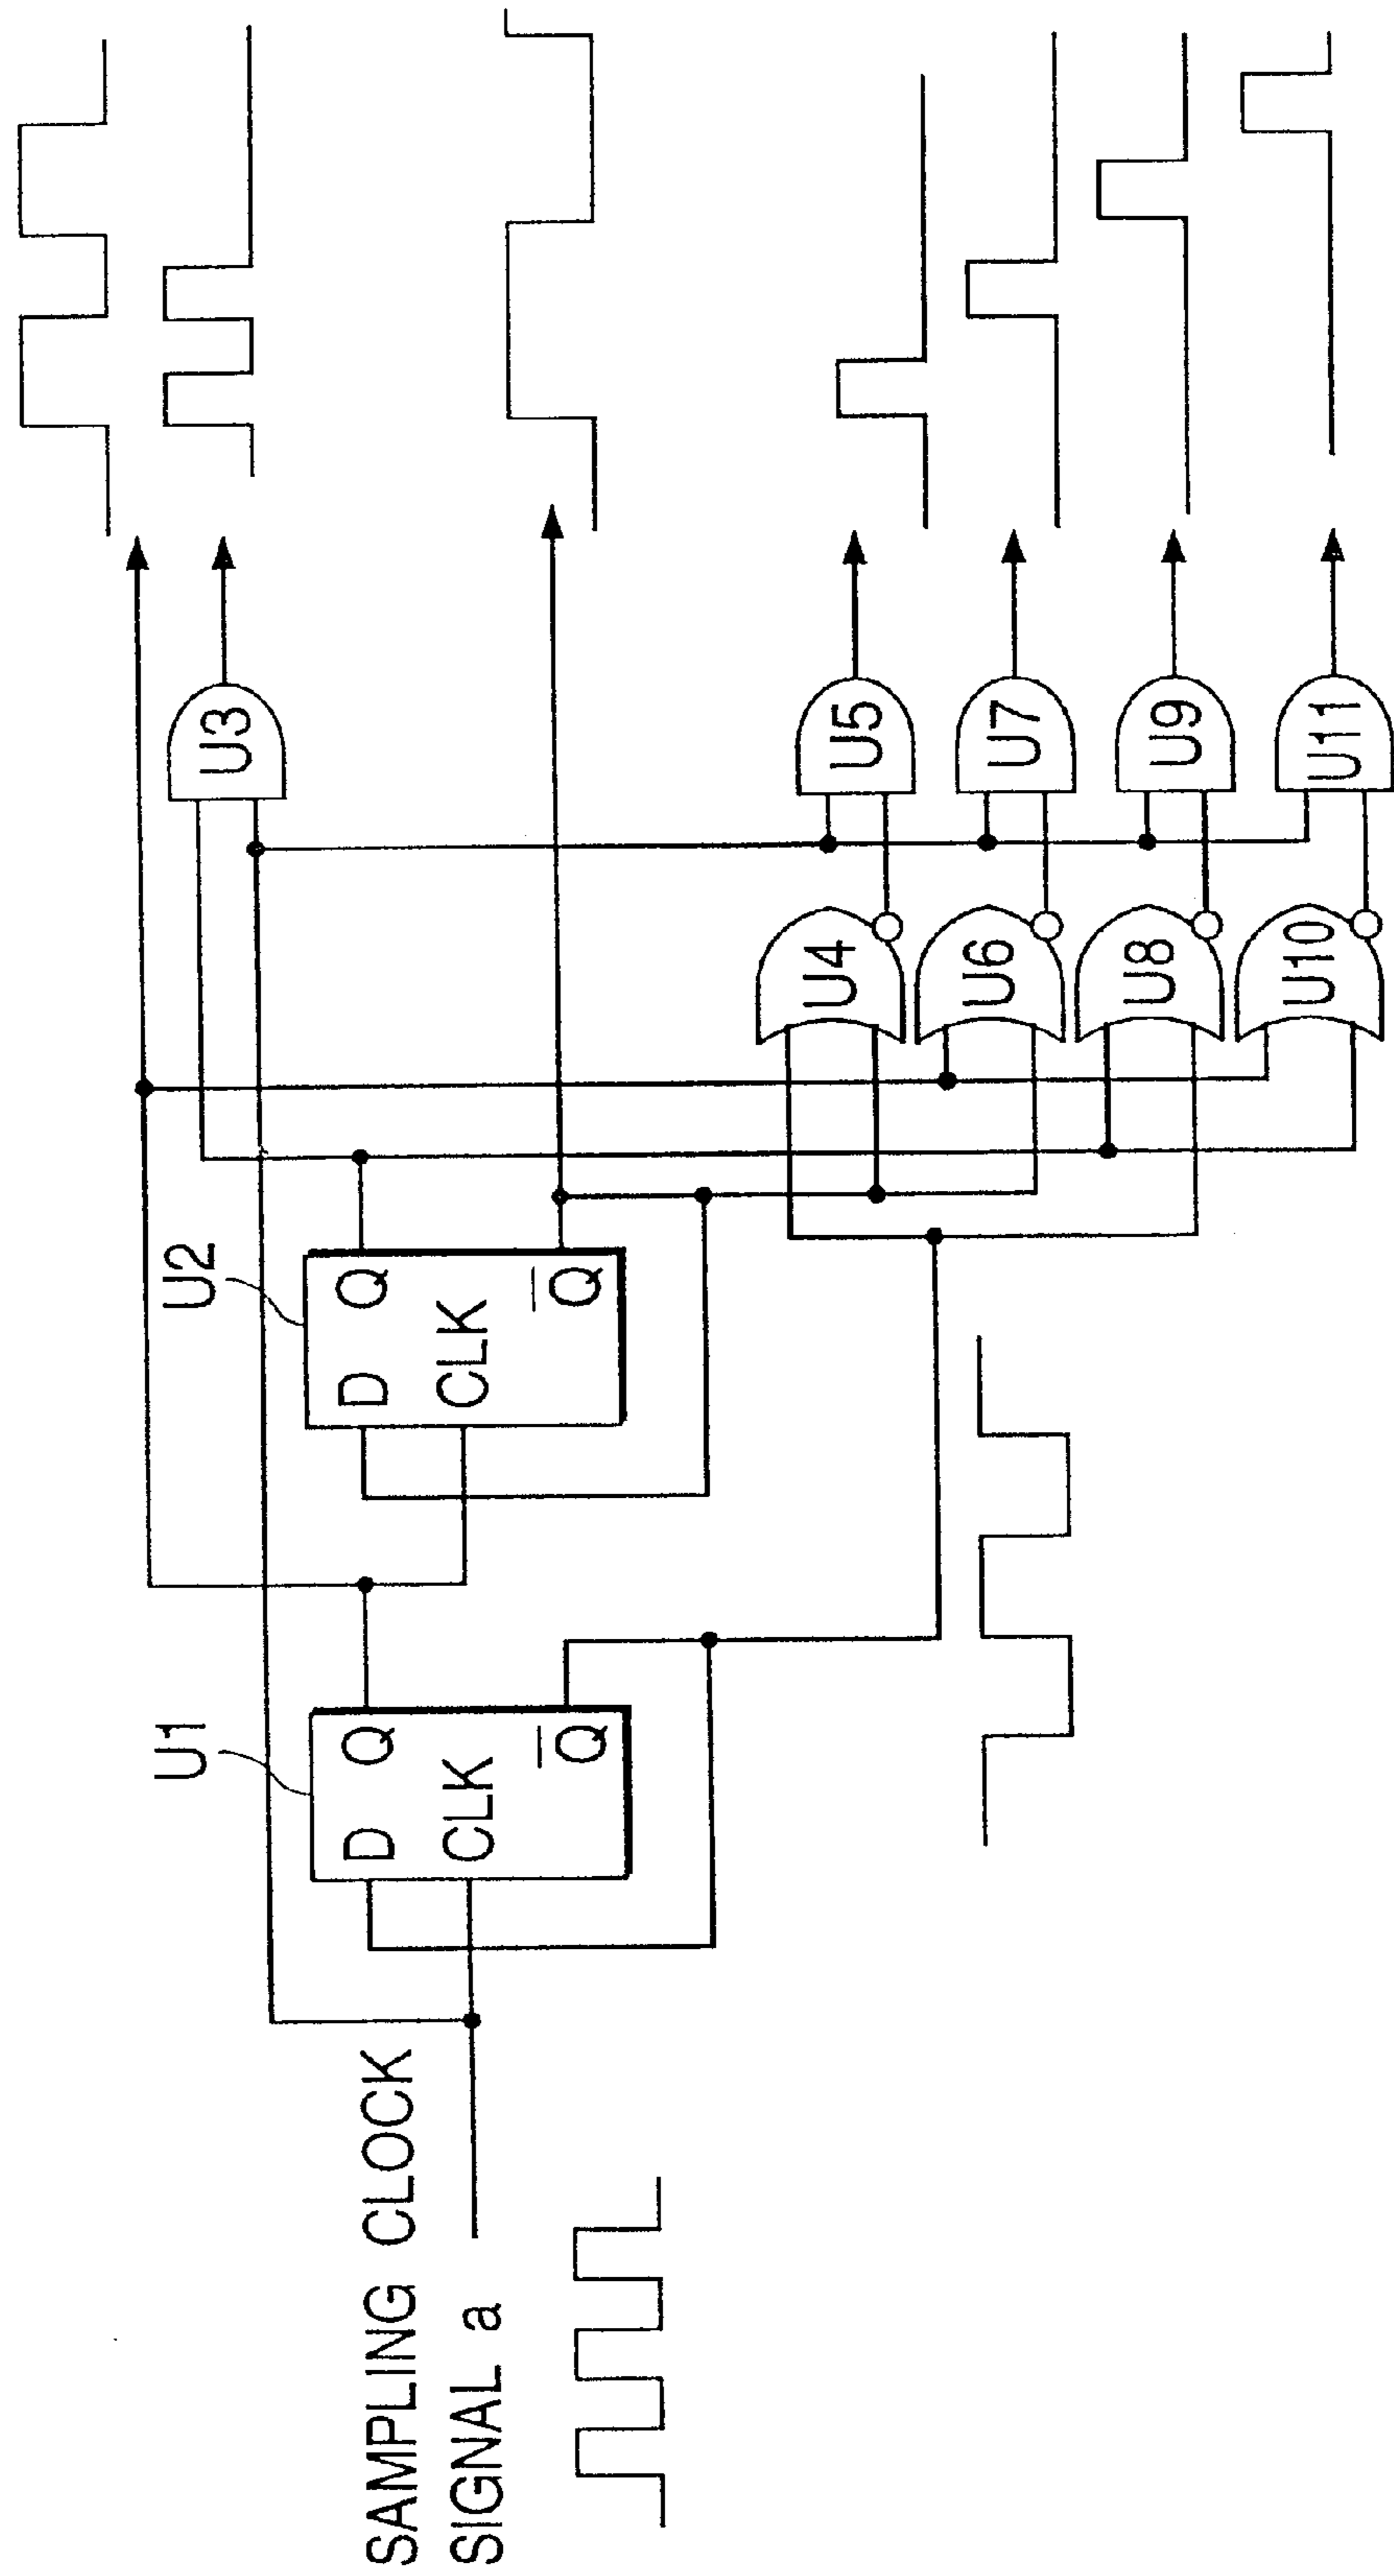 SAMPLING CLOCK
SIGNAL a
U1
D Q
CLK
Q
U2
D Q
CLK
Q
U3
U4
U5
U6
U7
U8
U9
U10
U11